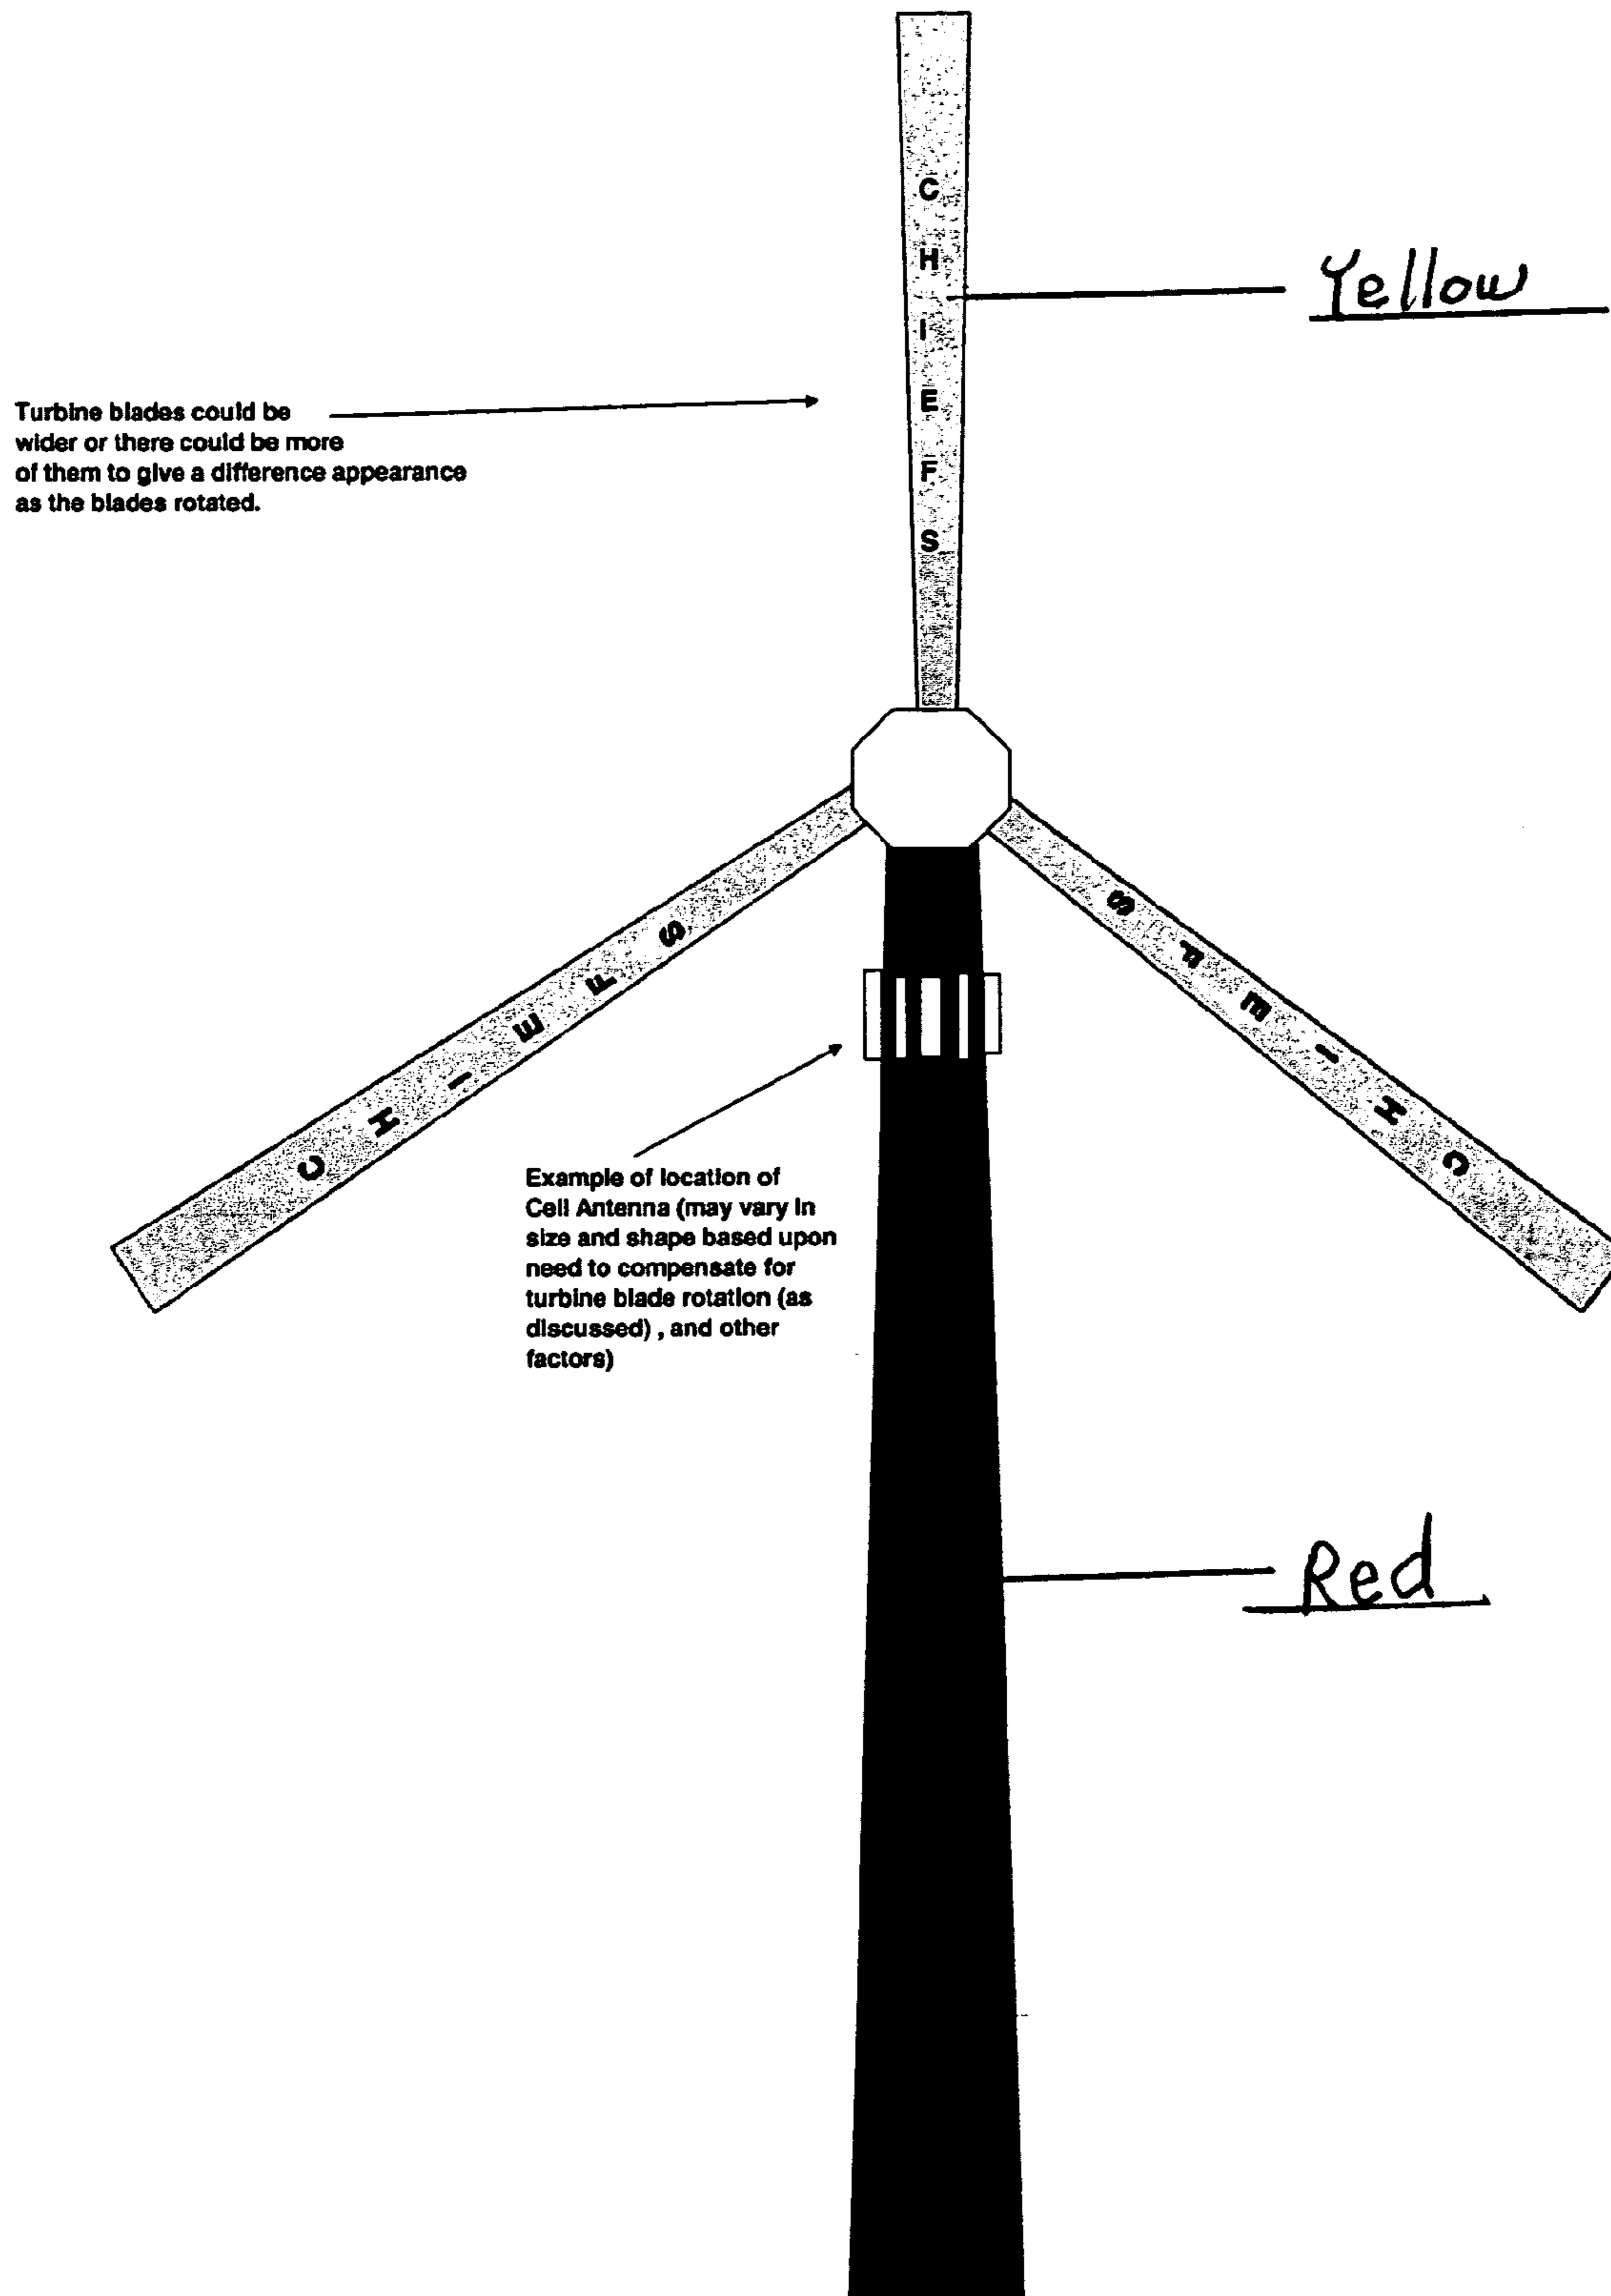 C
H
I
E
F
S
Yellow
Turbine blades could be
wider or there could be more
of them to give a difference appearance
as the blades rotated.
C H I E F S
S F E I H C
Example of location of
Cell Antenna (may vary in
size and shape based upon
need to compensate for
turbine blade rotation (as
discussed) , and other
factors)
Red